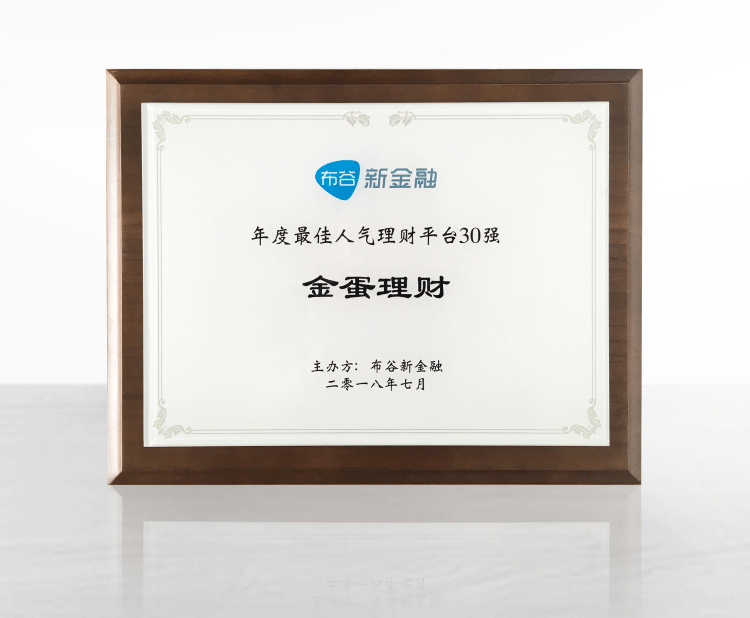 布谷 新金融
年度最佳人气理财平台30强
金蛋理财
主办方：布谷新金融
二零一八年七月